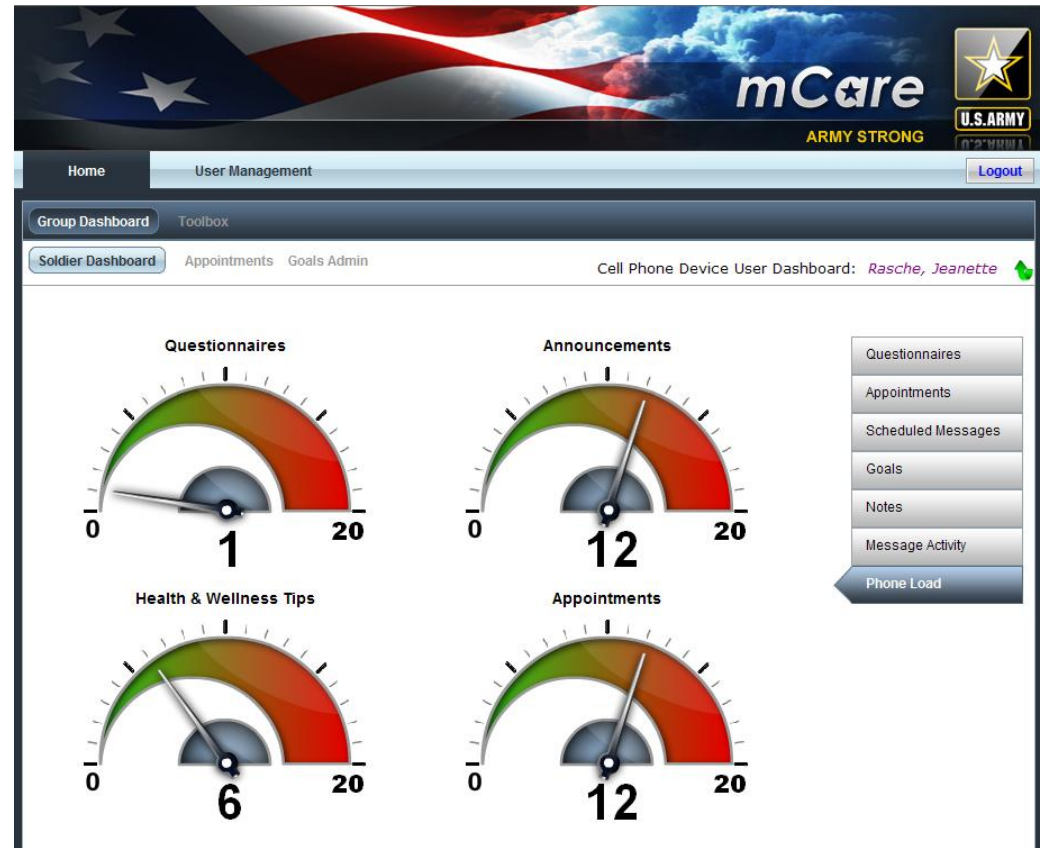 mCare
ARMY STRONG
U.S.ARMY
Home
User Management
Logout
Group Dashboard
Toolbox
Soldier Dashboard
Appointments
Goals Admin
Cell Phone Device User Dashboard: Rasche, Jeanette
Questionnaires
0
20
1
Announcements
0
20
12
Health & Wellness Tips
0
20
6
Appointments
0
20
12
Questionnaires
Appointments
Scheduled Messages
Goals
Notes
Message Activity
Phone Load